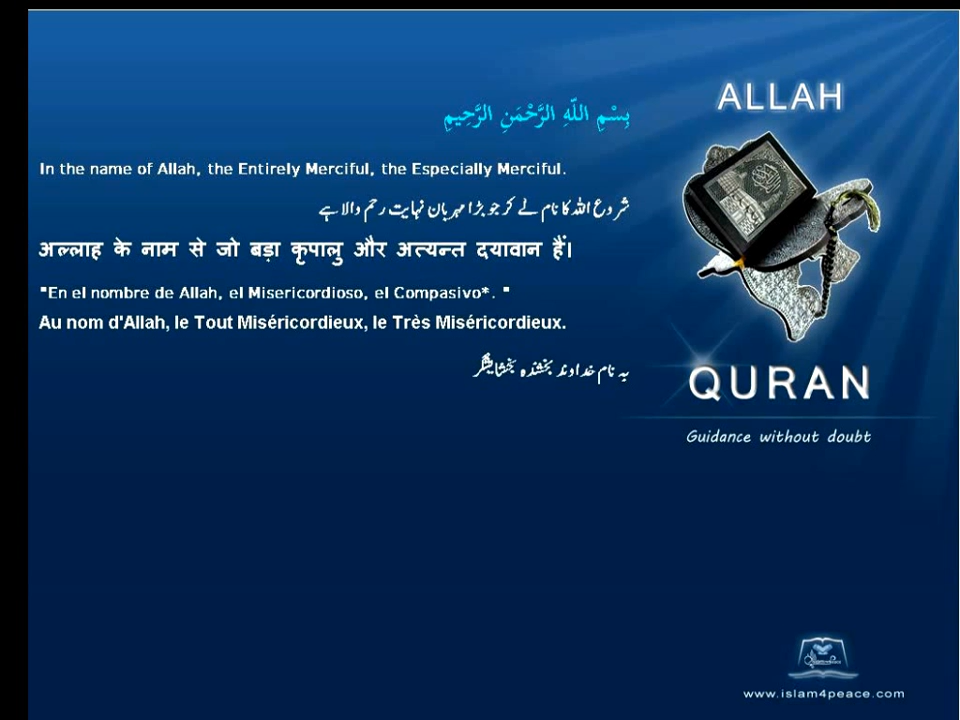 بِسْمِ اللّهِ الرَّحْمَنِ الرَّحِيمِ
In the name of Allah, the Entirely Merciful, the Especially Merciful.
شروع الله کا نام لے کر جو بڑا مہربان نہایت رحم والا ہے
अल्लाह के नाम से जो बड़ा कृपालु और अत्यन्त दयावान हैं।
"En el nombre de Allah, el Misericordioso, el Compasivo*. "
Au nom d'Allah, le Tout Miséricordieux, le Très Miséricordieux.
به نام خداوند بخشنده بخشایشگر
ALLAH
QURAN
Guidance without doubt
www.islam4peace.com